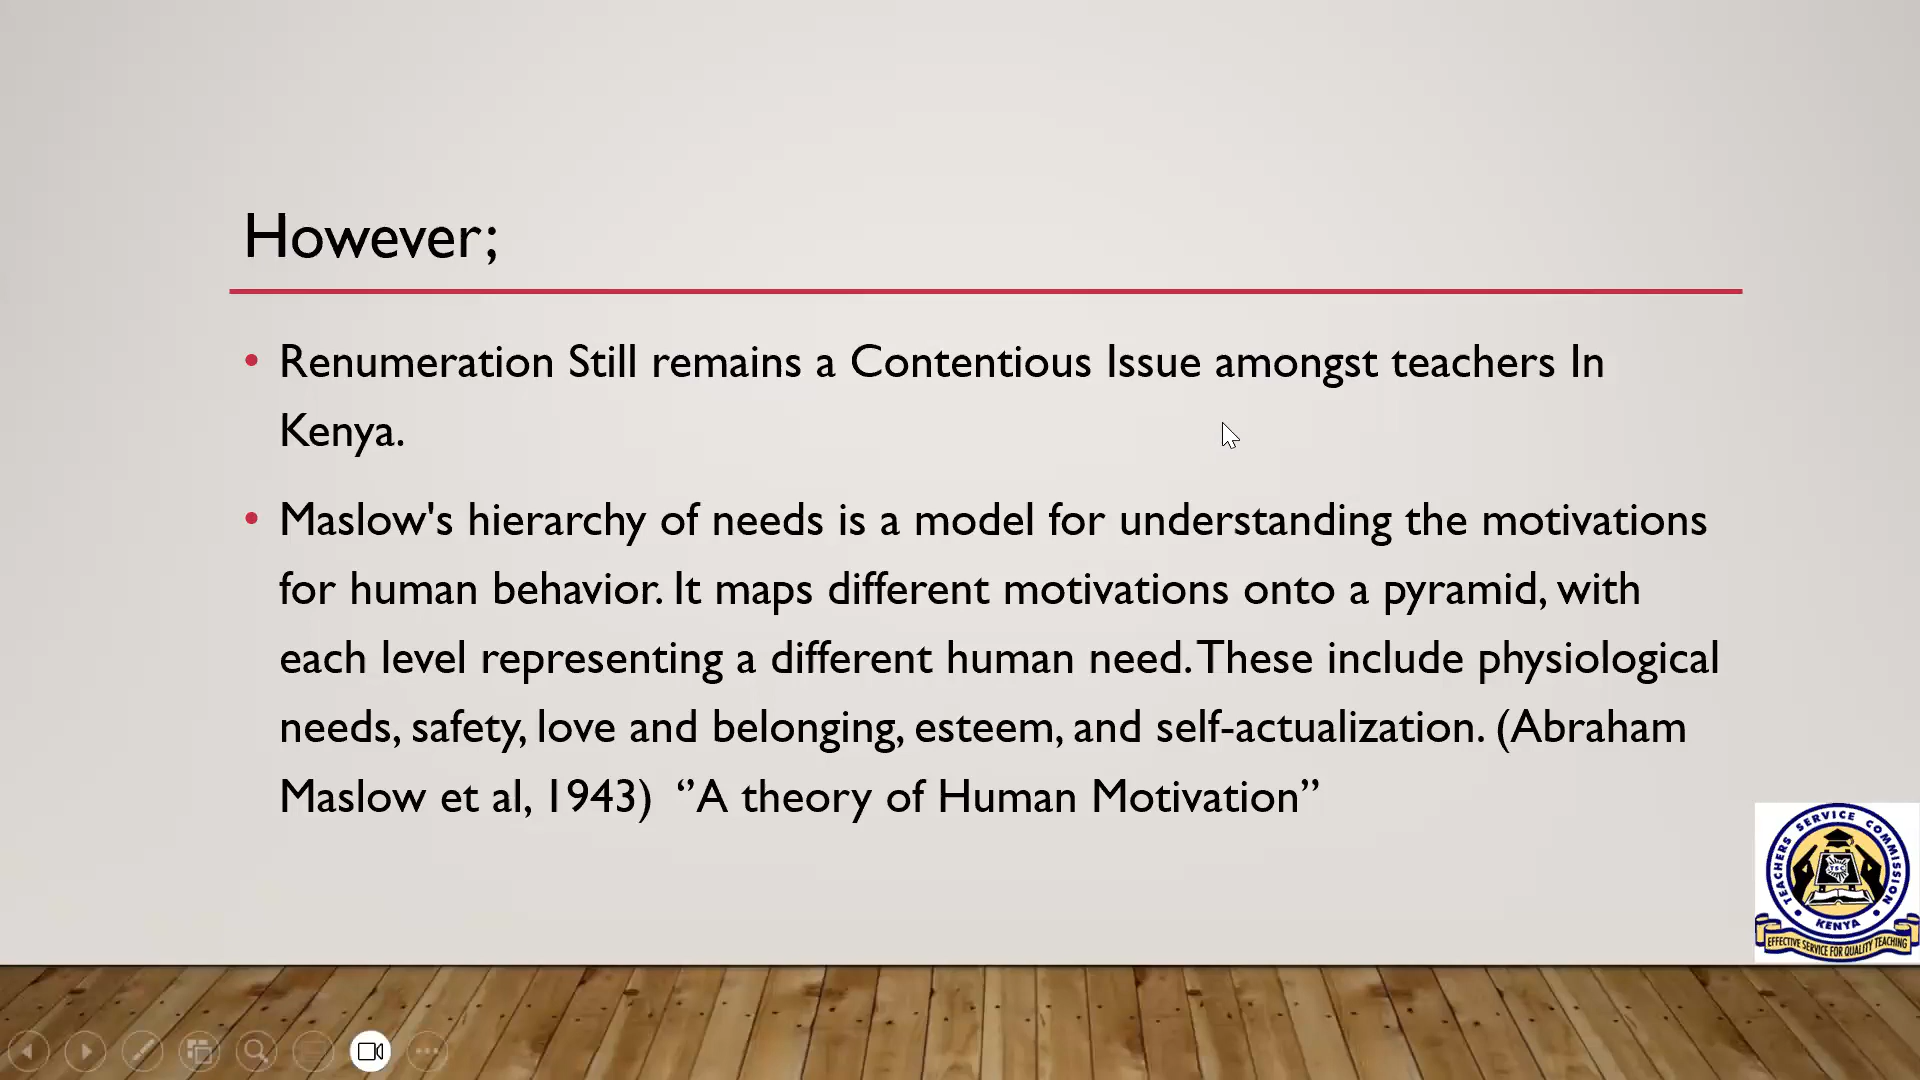 However;
• Renumeration Still remains a Contentious Issue amongst teachers In
Kenya.
• Maslow's hierarchy of needs is a model for understanding the motivations
for human behavior. It maps different motivations onto a pyramid, with
each level representing a different human need. These include physiological
needs, safety, love and belonging, esteem, and self-actualization. (Abraham
Maslow et al, 1943)  ‘’A theory of Human Motivation’’
TEACHERS SERVICE COMMISSION
TSC
KENYA
EFFECTIVE SERVICE FOR QUALITY TEACHING